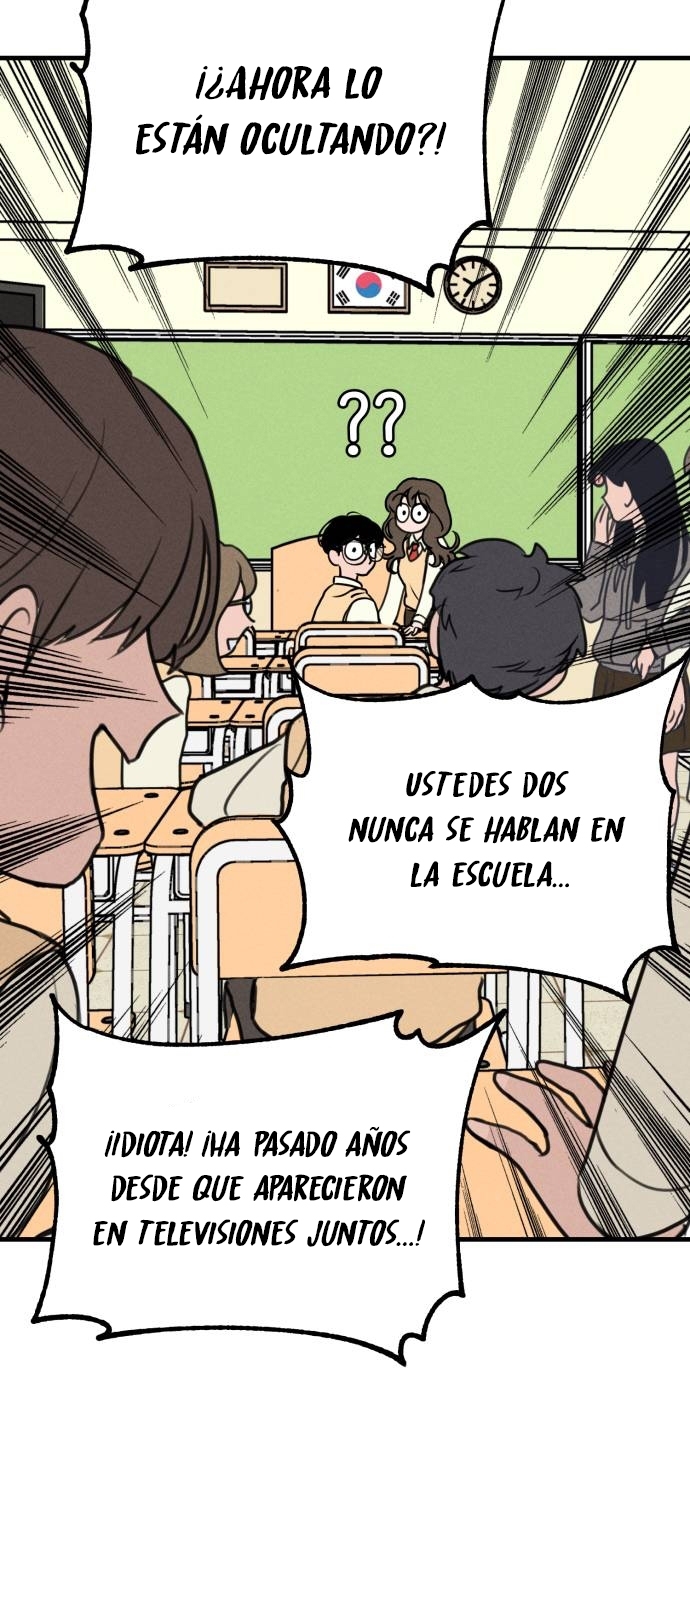 ¡¿¡AHORA LO
ESTÁN OCULTANDO?!
??
USTEDES DOS
NUNCA SE HABLAN EN
LA ESCUELA...
¡IDIOTA! ¡HA PASADO AÑOS
DESDE QUE APARECIERON
EN TELEVISIONES JUNTOS...!